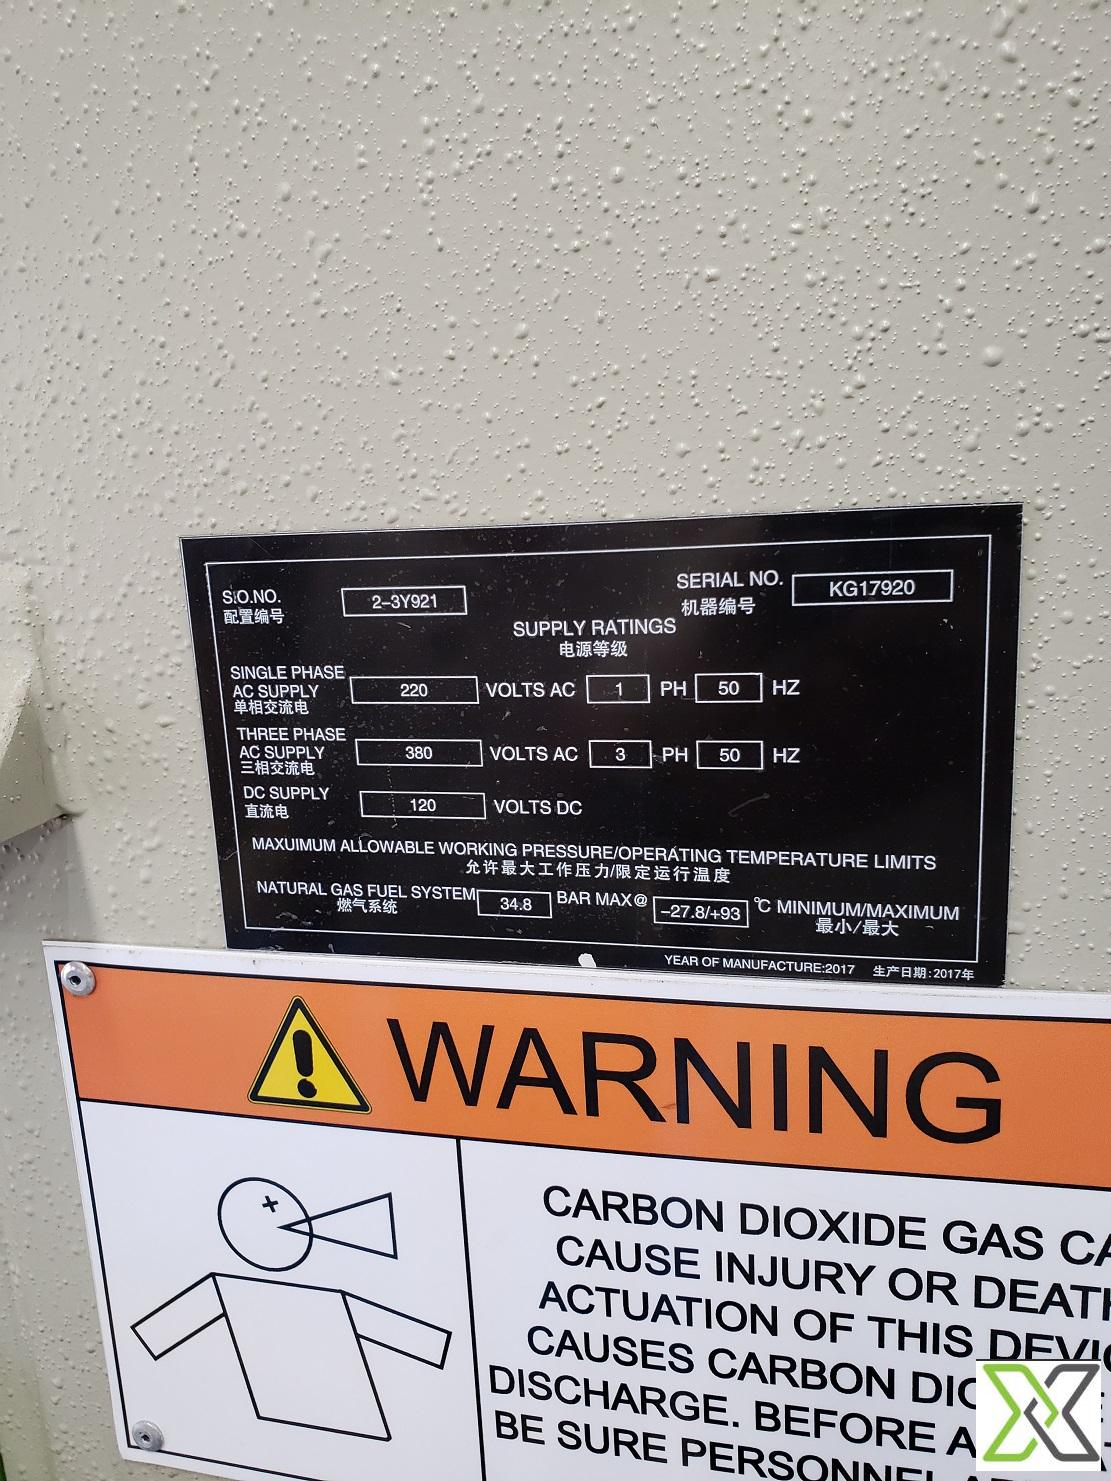 S.O.NO. 2-3Y921 SERIAL NO. KG17920
配置编号 机器编号
SUPPLY RATINGS
电源等级
SINGLE PHASE
AC SUPPLY 220 VOLTS AC 1 PH 50 HZ
单相交流电
THREE PHASE
AC SUPPLY 380 VOLTS AC 3 PH 50 HZ
三相交流电
DC SUPPLY 120 VOLTS DC
直流电
MAXUIMUM ALLOWABLE WORKING PRESSURE/OPERATING TEMPERATURE LIMITS
允许最大工作压力/限定运行温度
NATURAL GAS FUEL SYSTEM 34.8 BAR MAX@ -27.8/+93 °C MINIMUM/MAXIMUM
燃气系统 最小/最大
YEAR OF MANUFACTURE:2017 生产日期:2017年
WARNING
CARBON DIOXIDE GAS
CAUSE INJURY OR DEATH
ACTUATION OF THIS
CAUSES CARBON
DISCHARGE. BEFORE
BE SURE